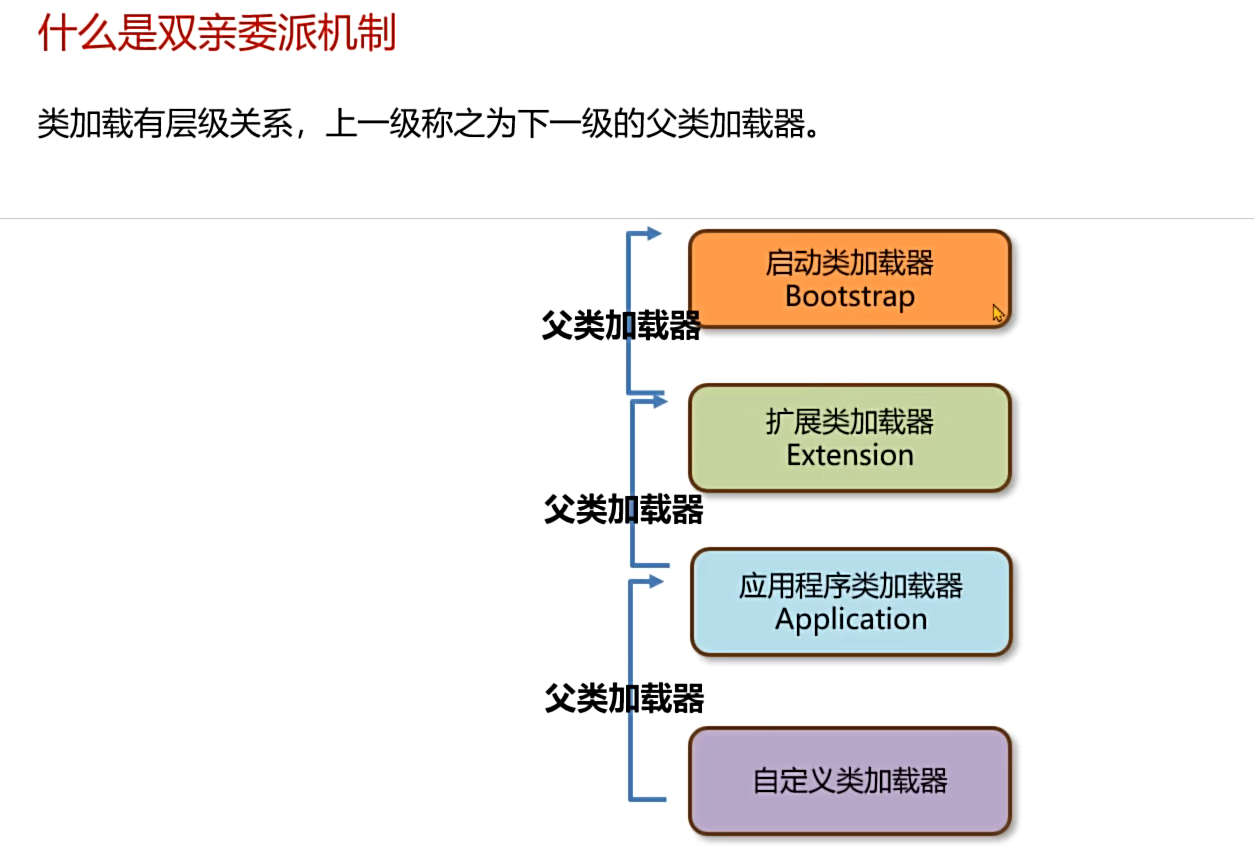 什么是双亲委派机制
类加载有层级关系，上一级称之为下一级的父类加载器。
启动类加载器
Bootstrap
父类加载器
扩展类加载器
Extension
父类加载器
应用程序类加载器
Application
父类加载器
自定义类加载器